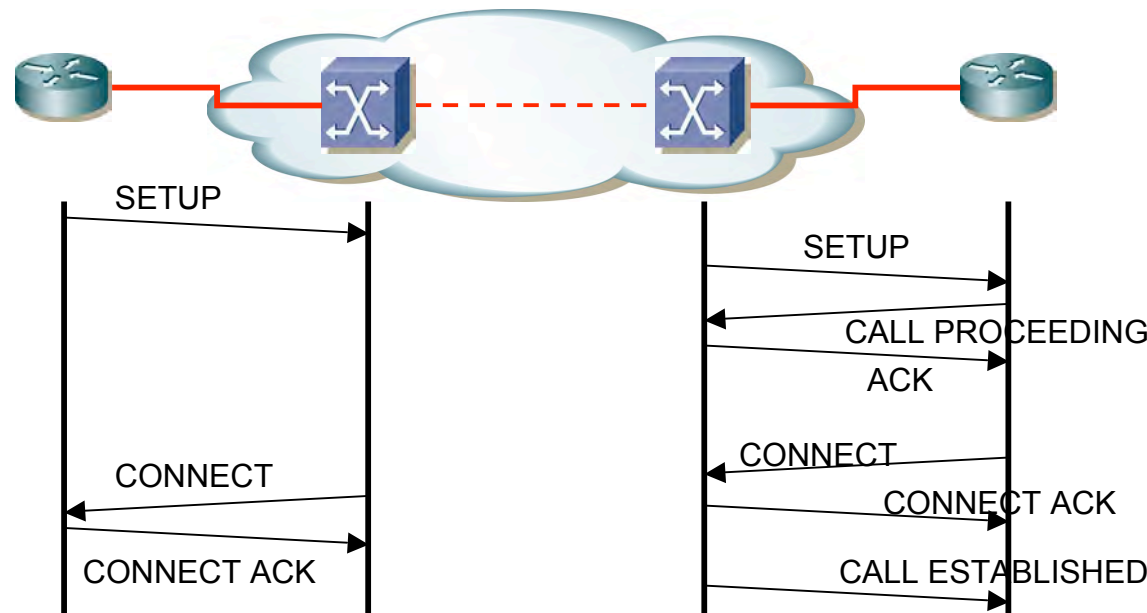 SETUP
SETUP
CALL PROCEEDING
ACK
CONNECT
CONNECT
CONNECT ACK
CONNECT ACK
CALL ESTABLISHED